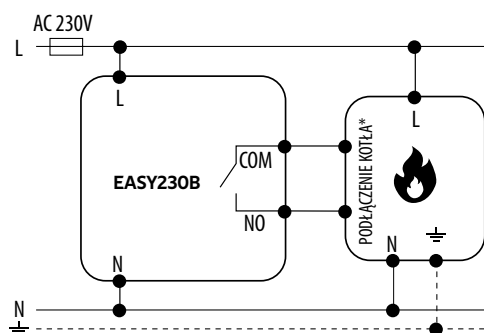 AC 230V
L
L
L
EASY230B
COM
NO
PODŁĄCZENIE KOTŁA*
N
N
N